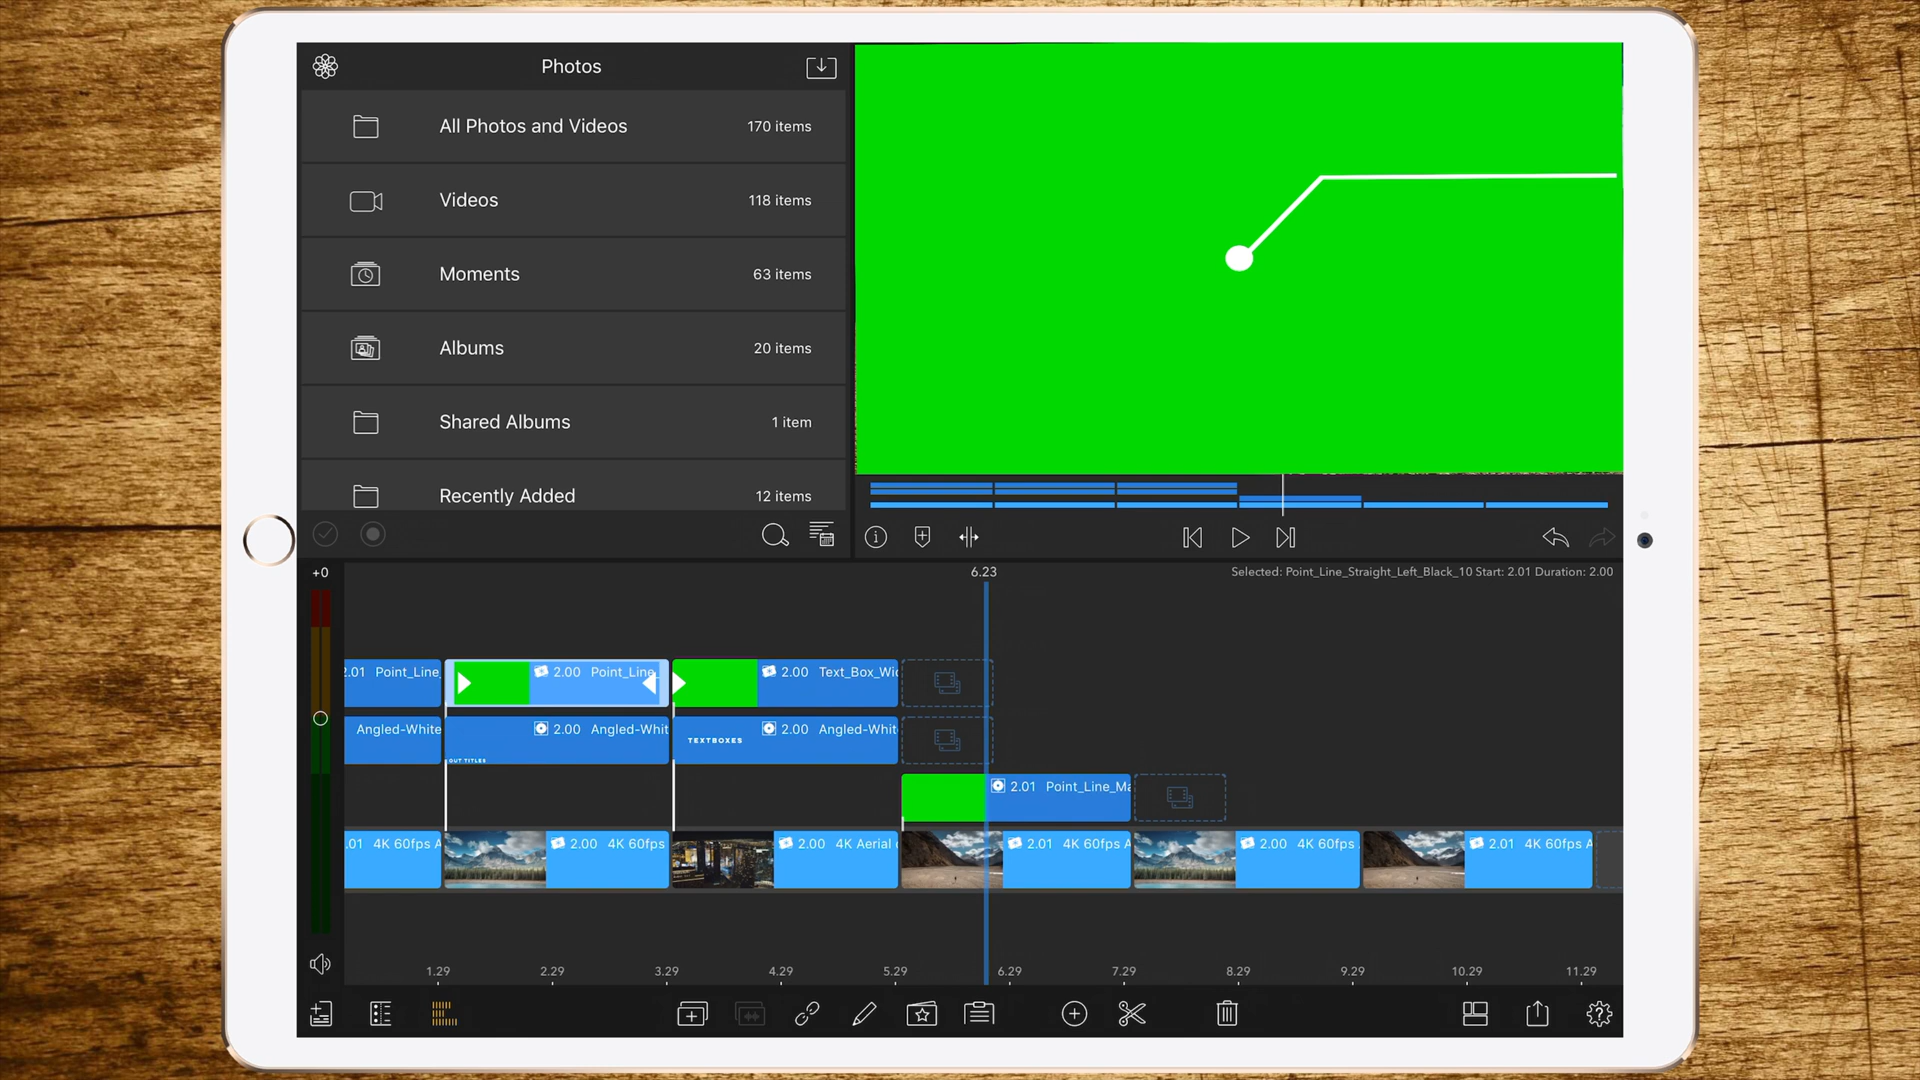 Photos
All Photos and Videos 170 items
Videos 118 items
Moments 63 items
Albums 20 items
Shared Albums 1 item
Recently Added 12 items
+0
6.23
Selected: Point_Line_Straight_Left_Black_10 Start: 2.01 Duration: 2.00
2.01 Point_Line_
2.00 Point_Line_
2.00 Text_Box_Wi
Angled-White
2.00 Angled-Whit
TEXTBOXES
2.00 Angled-Whit
OUT TITLES
2.01 Point_Line_Ma
.01 4K 60fps A
2.00 4K 60fps
2.00 4K Aerial
2.01 4K 60fps A
2.00 4K 60fps
2.01 4K 60fps A
1.29 2.29 3.29 4.29 5.29 6.29 7.29 8.29 9.29 10.29 11.29